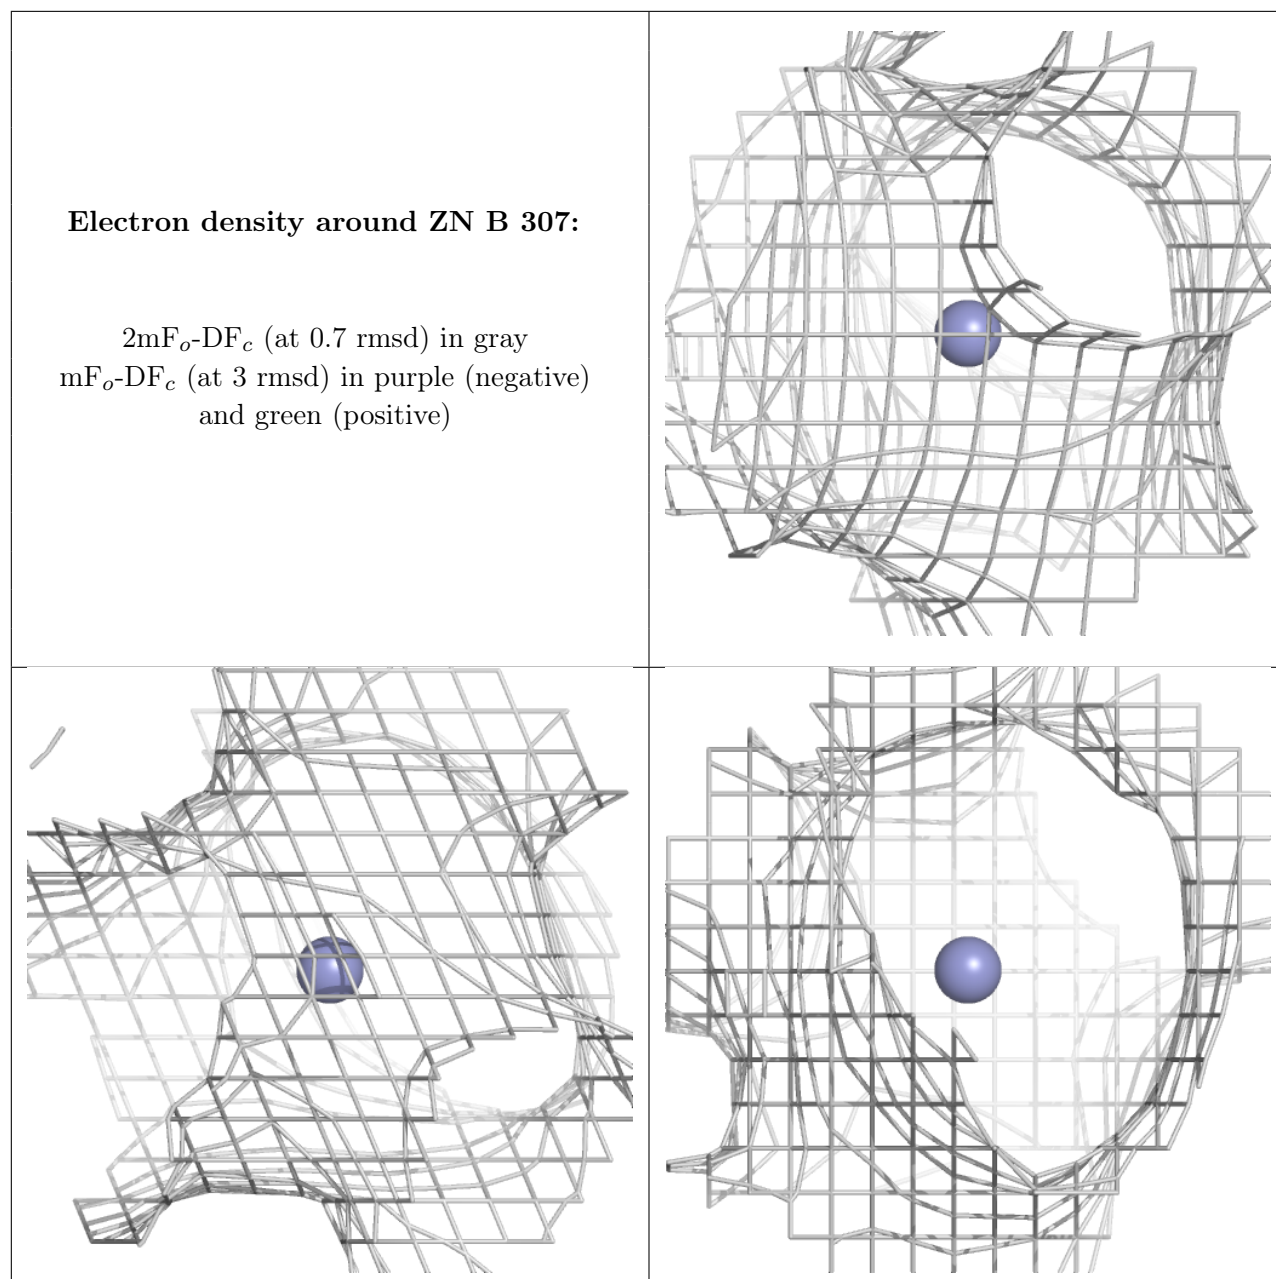 Electron density around ZN B 307:
2mFo-DFc (at 0.7 rmsd) in gray
mFo-DFc (at 3 rmsd) in purple (negative)
and green (positive)